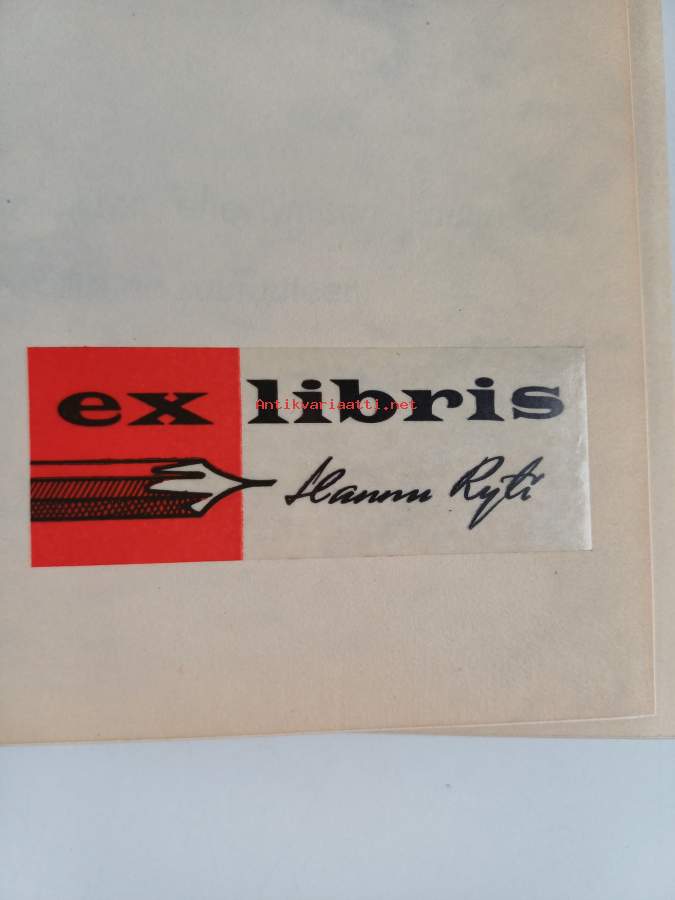 ex libris
Antikvariaatti.net
Hannu Ryti